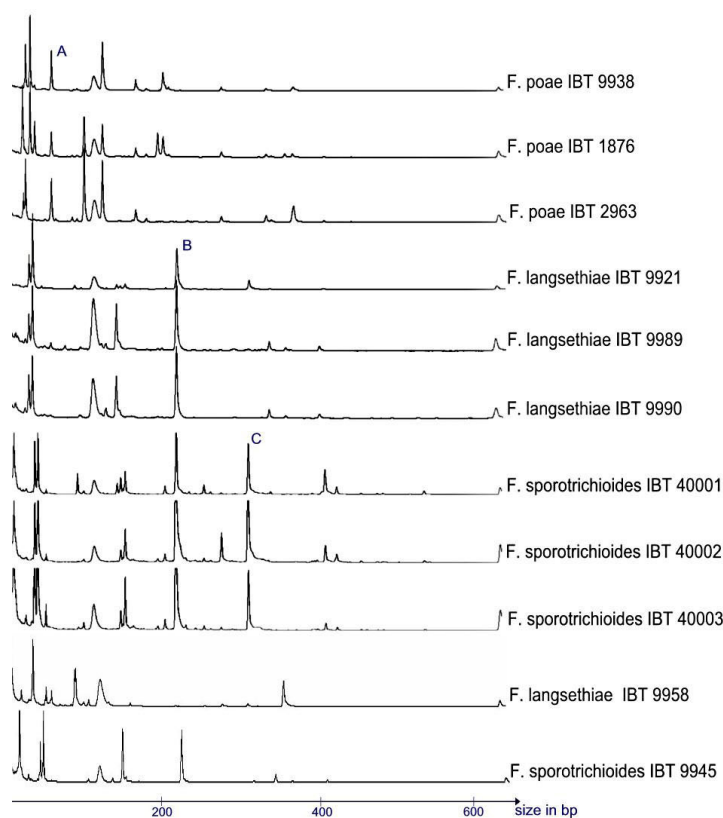 A
F. poae IBT 9938
F. poae IBT 1876
F. poae IBT 2963
B
F. langsethiae IBT 9921
F. langsethiae IBT 9989
F. langsethiae IBT 9990
C
F. sporotrichioides IBT 40001
F. sporotrichioides IBT 40002
F. sporotrichioides IBT 40003
F. langsethiae IBT 9958
F. sporotrichioides IBT 9945
200 400 600 size in bp